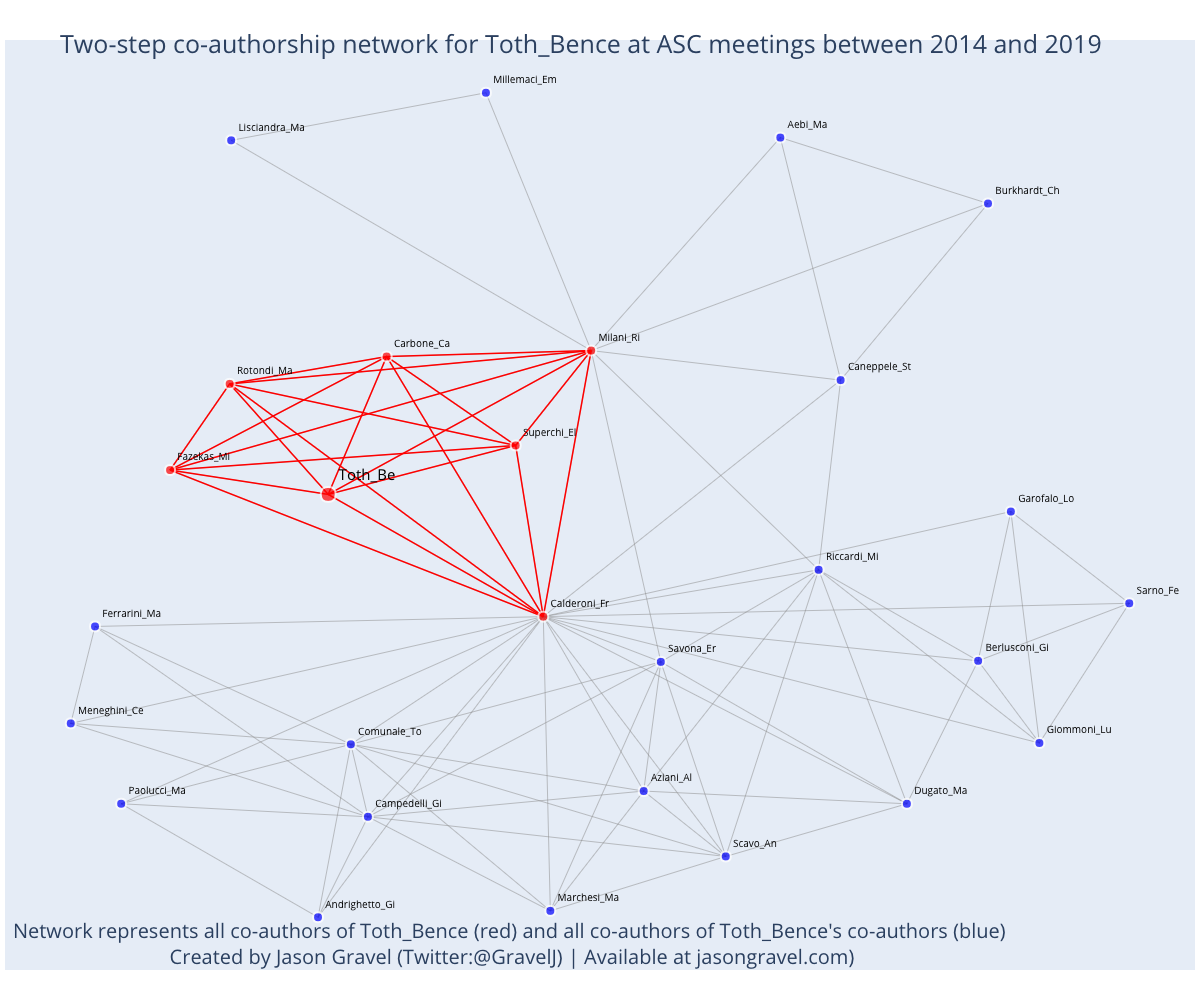 Two-step co-authorship network for Toth_Bence at ASC meetings between 2014 and 2019
Millemaci_Em
Lisciandra_Ma
Aebi_Ma
Burkhardt_Ch
Milani_Ri
Carbone_Ca
Caneppele_St
Rotondi_Ma
Superchi_El
Fazekas_Mi
Toth_Be
Garofalo_Lo
Riccardi_Mi
Sarno_Fe
Calderoni_Fr
Ferrarini_Ma
Savona_Er
Berlusconi_Gi
Meneghini_Ce
Comunale_To
Giommoni_Lu
Aziani_Al
Paolucci_Ma
Dugato_Ma
Campedelli_Gi
Scavo_An
Marchesi_Ma
Andrighetto_Gi
Network represents all co-authors of Toth_Bence (red) and all co-authors of Toth_Bence's co-authors (blue)
Created by Jason Gravel (Twitter:@GravelJ) | Available at jasongravel.com)